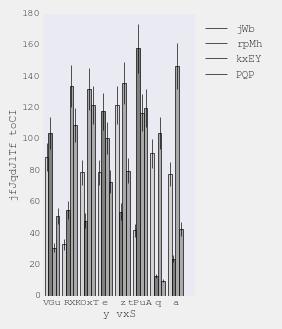 180
160
140
120
100
80
60
40
20
0
jfJqdJlTf toCI
VGu RXKOxT e z tPuA q a
y vxS
jWb
rpMh
kxEY
PQP